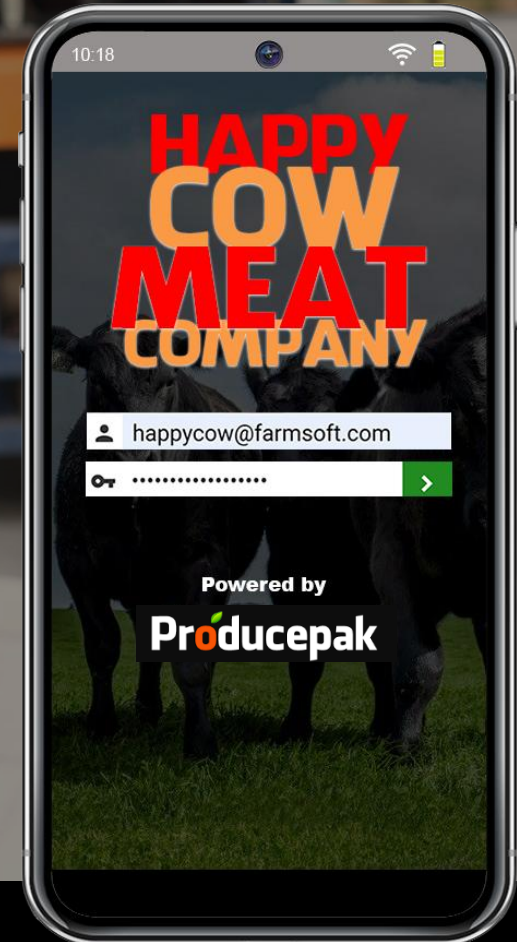 10:18
HAPPY
COW
MEAT
COMPANY
happycow@farmsoft.com
••••••••••••••••••
Powered by
Producepak